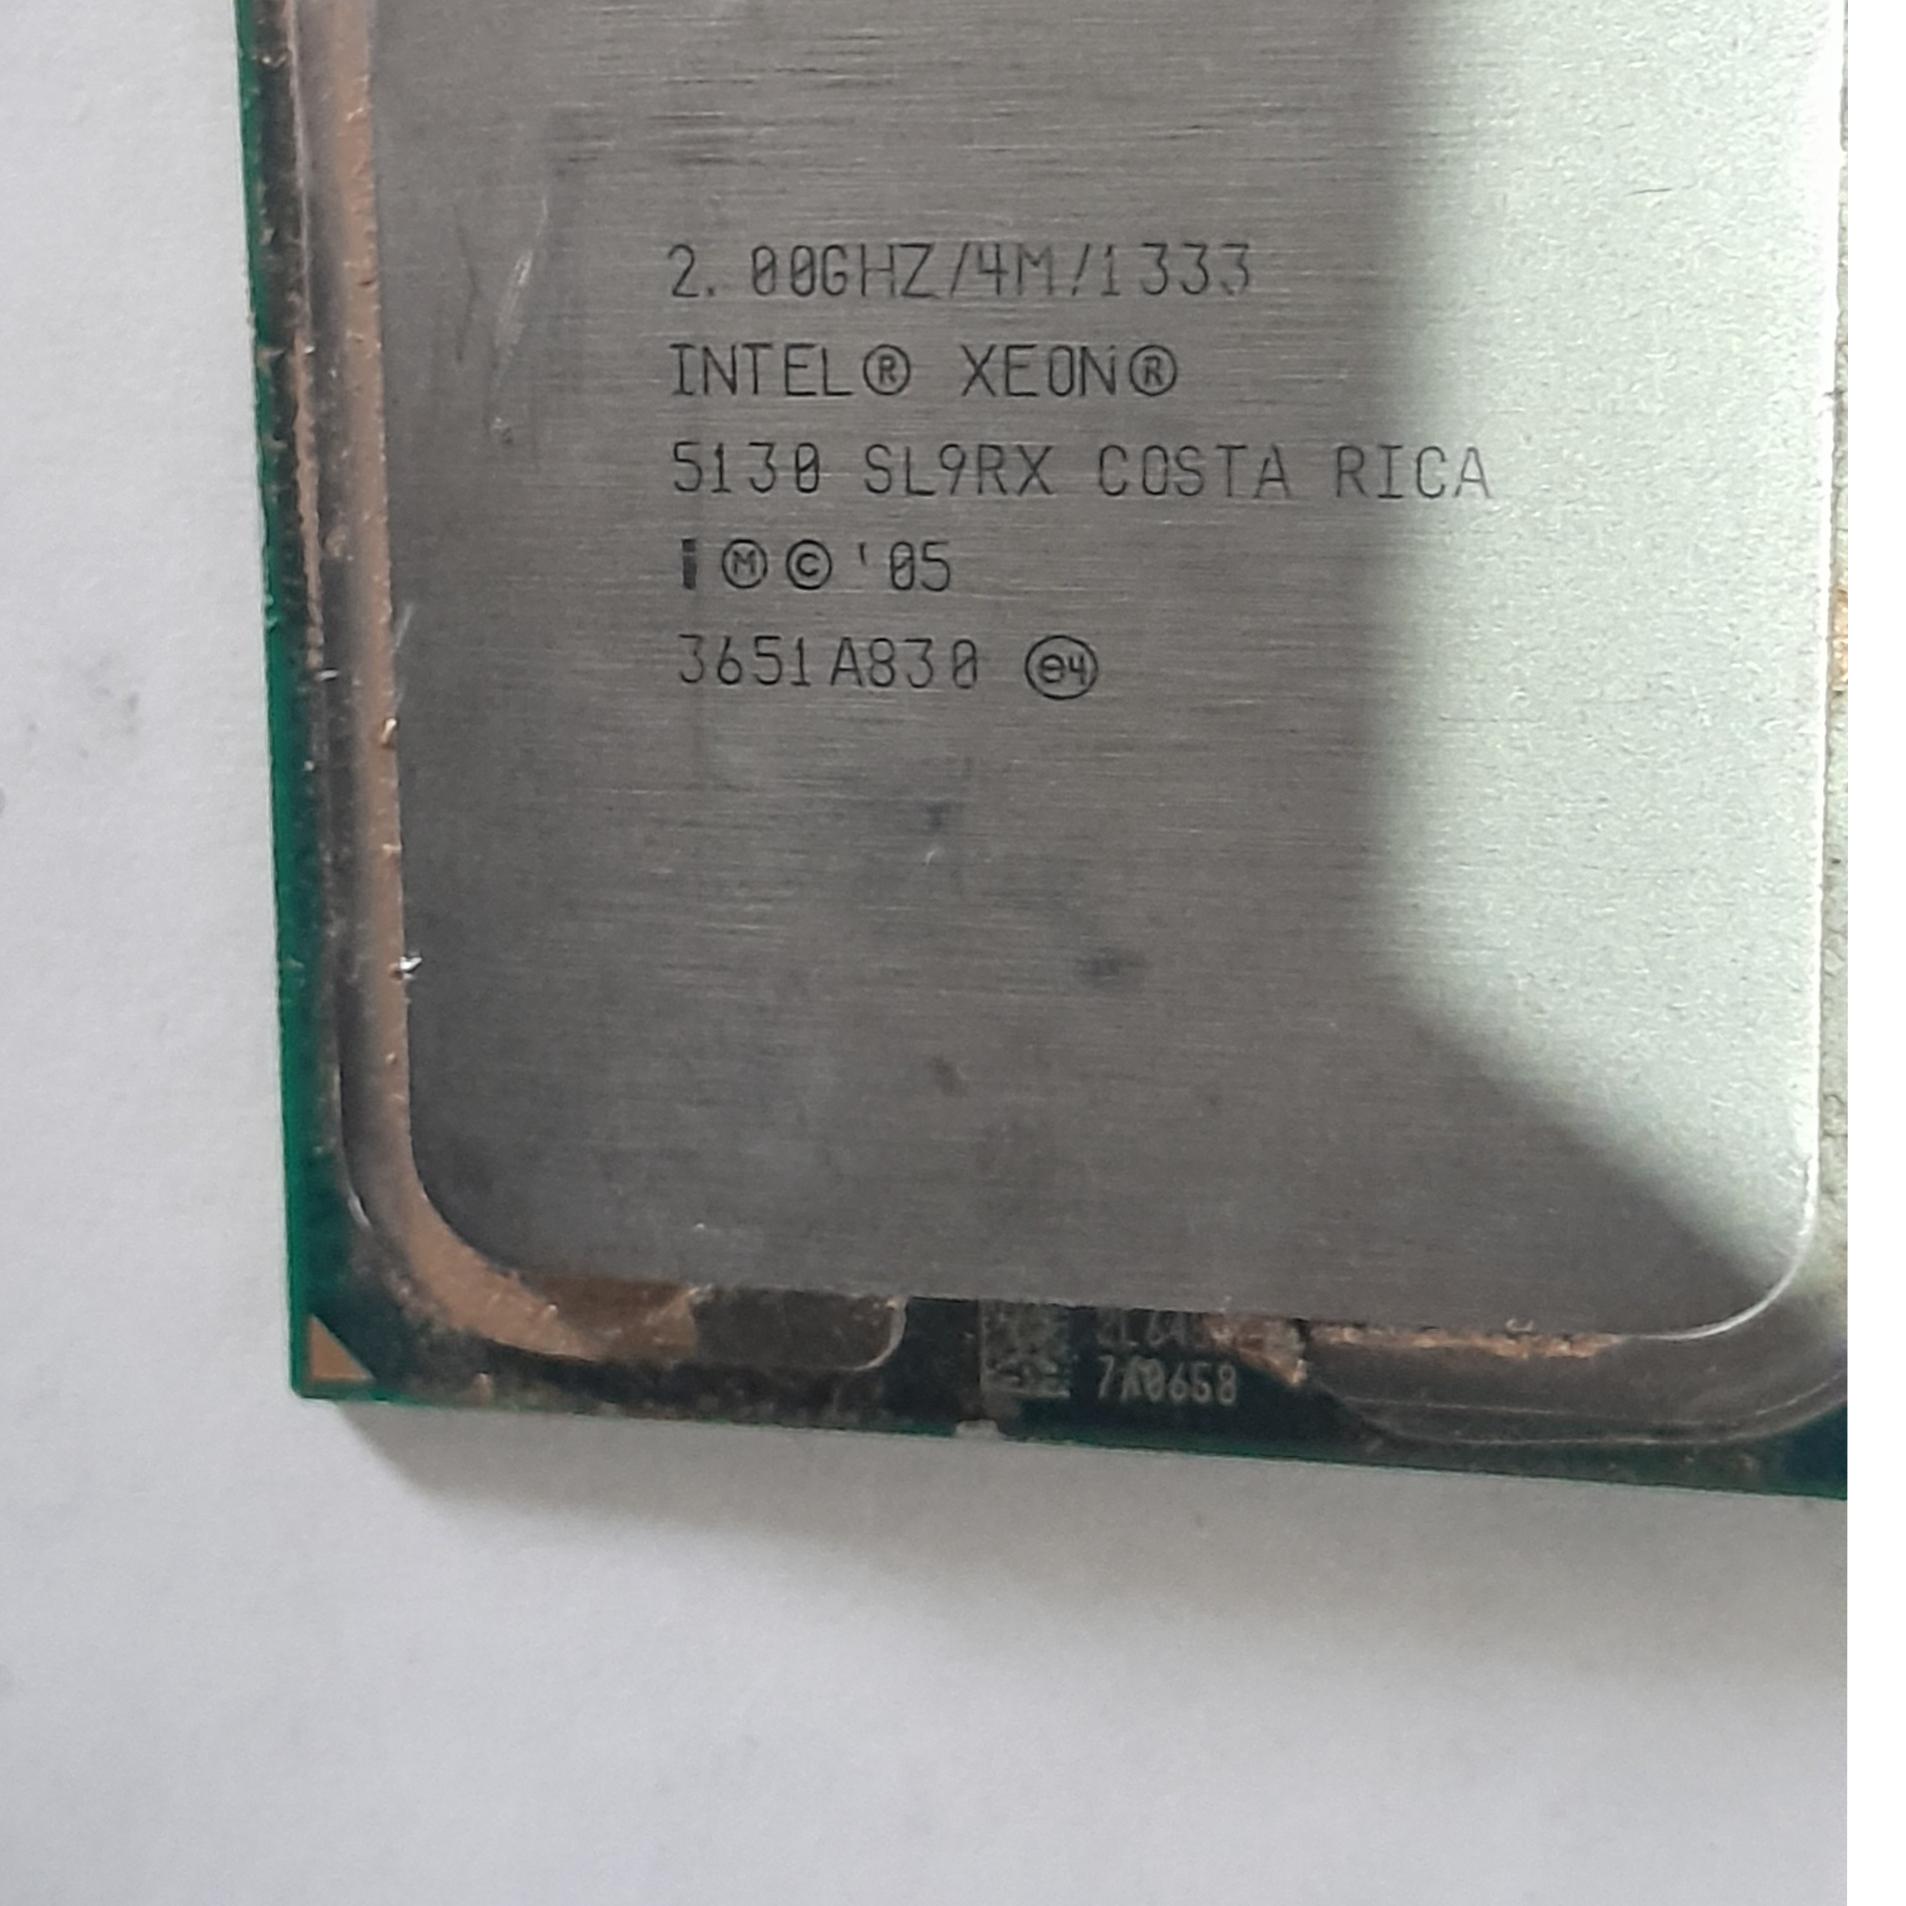 2.00GHZ/4M/1333
INTEL® XEON®
5130 SL9RX COSTA RICA
i Ⓜ © '05
3651A830 e4
7A0658